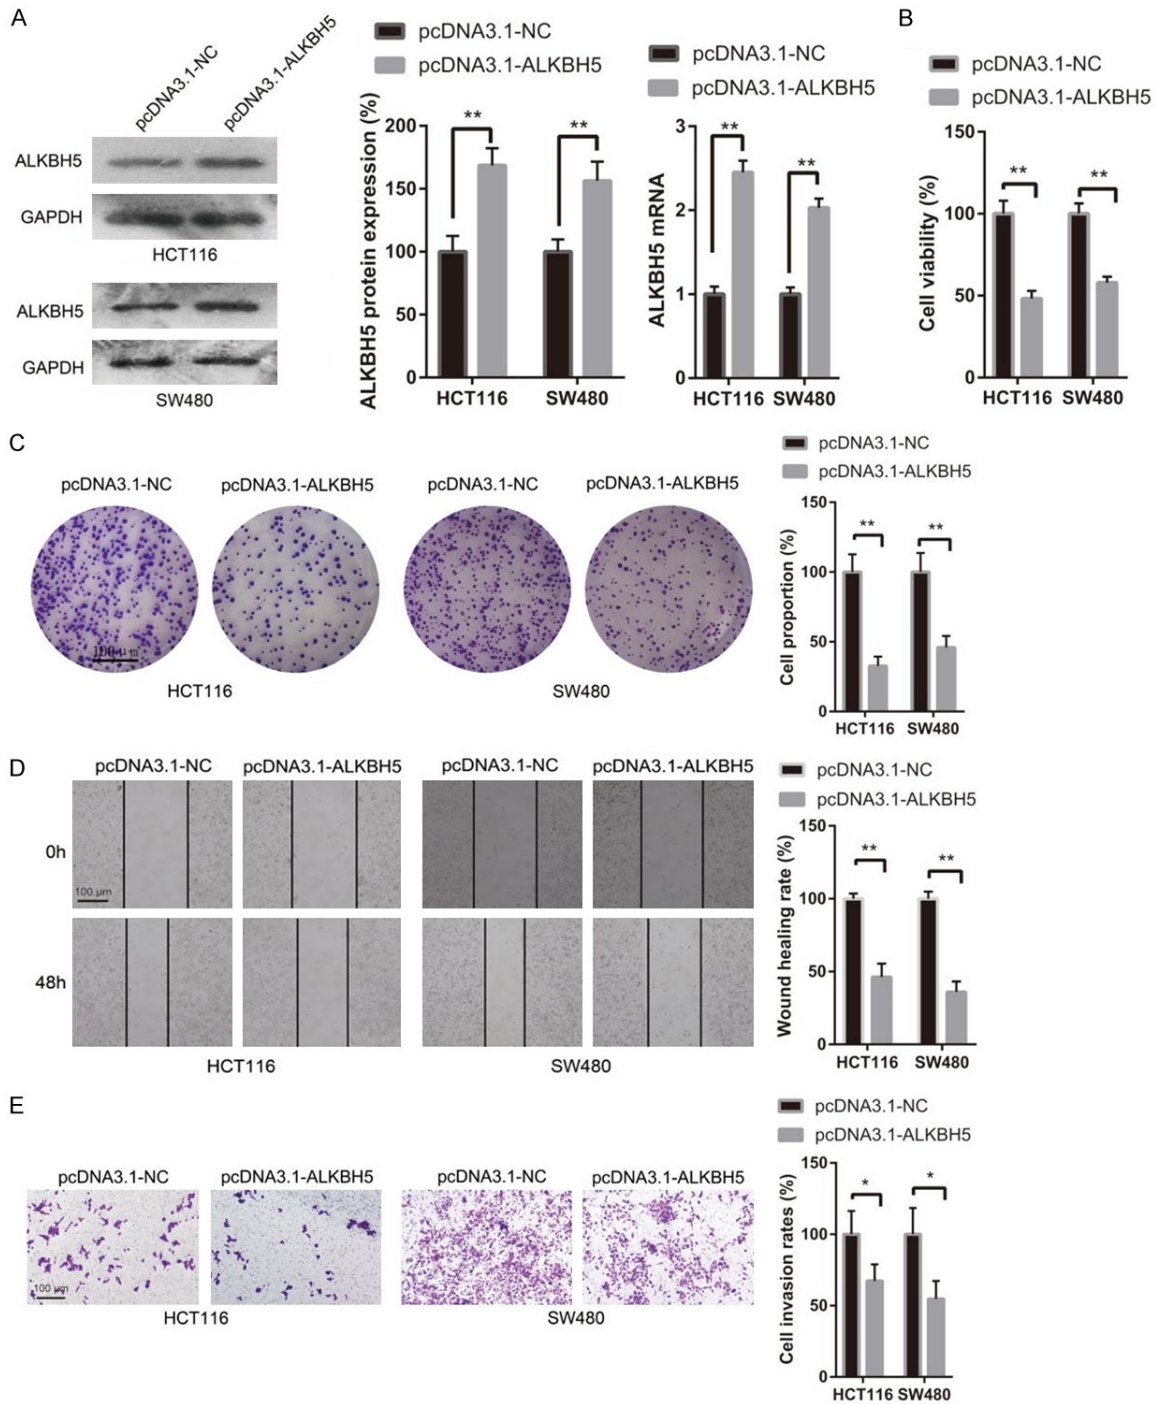 A
pcDNA3.1-NC
pcDNA3.1-ALKBH5
ALKBH5
GAPDH
HCT116
ALKBH5
GAPDH
SW480
pcDNA3.1-NC
pcDNA3.1-ALKBH5
ALKBH5 protein expression (%)
200
150
100
50
0
**
**
HCT116 SW480
pcDNA3.1-NC
pcDNA3.1-ALKBH5
ALKBH5 mRNA
3
2
1
0
**
**
HCT116 SW480
B
pcDNA3.1-NC
pcDNA3.1-ALKBH5
Cell viability (%)
150
100
50
0
**
**
HCT116 SW480
C
pcDNA3.1-NC pcDNA3.1-ALKBH5 pcDNA3.1-NC pcDNA3.1-ALKBH5
100 μm
HCT116 SW480
pcDNA3.1-NC
pcDNA3.1-ALKBH5
Cell proportion (%)
150
100
50
0
**
**
HCT116 SW480
D
pcDNA3.1-NC pcDNA3.1-ALKBH5 pcDNA3.1-NC pcDNA3.1-ALKBH5
0h
100 μm
48h
HCT116 SW480
pcDNA3.1-NC
pcDNA3.1-ALKBH5
Wound healing rate (%)
150
100
50
0
**
**
HCT116 SW480
E
pcDNA3.1-NC pcDNA3.1-ALKBH5 pcDNA3.1-NC pcDNA3.1-ALKBH5
100 μm
HCT116 SW480
pcDNA3.1-NC
pcDNA3.1-ALKBH5
Cell invasion rates (%)
150
100
50
0
*
*
HCT116 SW480